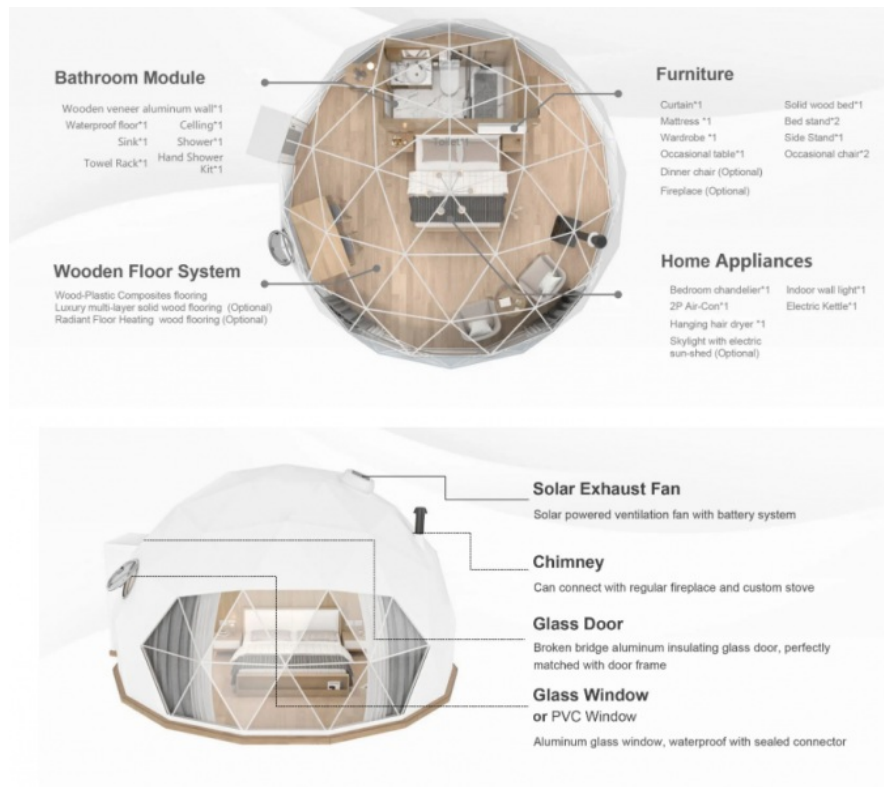 Bathroom Module
Wooden veneer aluminum wall*1
Waterproof floor*1 Celling*1
Sink*1 Shower*1
Towel Rack*1 Hand Shower Kit*1
Toilet*1
Furniture
Curtain*1 Solid wood bed*1
Mattress *1 Bed stand*2
Wardrobe *1 Side Stand*1
Occasional table*1 Occasional chair*2
Dinner chair (Optional)
Fireplace (Optional)
Wooden Floor System
Wood-Plastic Composites flooring
Luxury multi-layer solid wood flooring (Optional)
Radiant Floor Heating wood flooring (Optional)
Home Appliances
Bedroom chandelier*1 Indoor wall light*1
2P Air-Con*1 Electric Kettle*1
Hanging hair dryer *1
Skylight with electric
sun-shed (Optional)
Solar Exhaust Fan
Solar powered ventilation fan with battery system
Chimney
Can connect with regular fireplace and custom stove
Glass Door
Broken bridge aluminum insulating glass door, perfectly
matched with door frame
Glass Window
or PVC Window
Aluminum glass window, waterproof with sealed connector